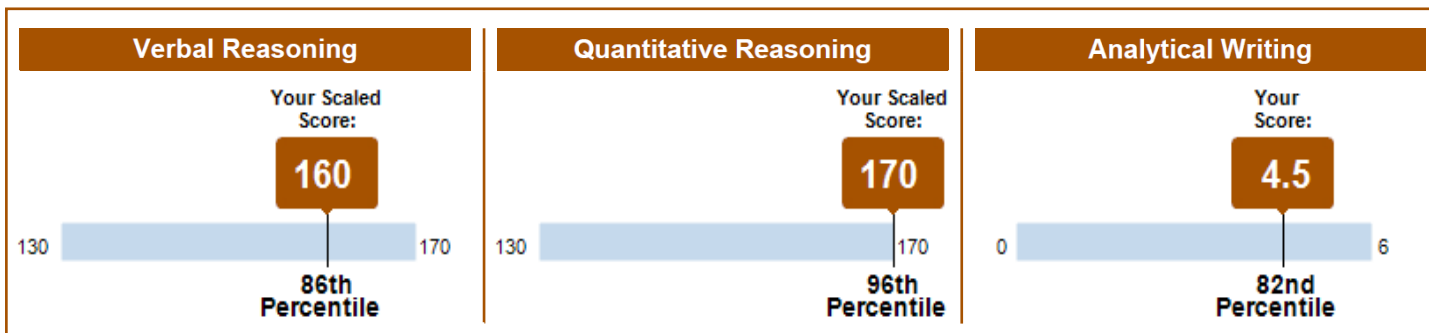 Verbal Reasoning
Your Scaled
Score:
160
130
170
86th
Percentile
Quantitative Reasoning
Your Scaled
Score:
170
130
170
96th
Percentile
Analytical Writing
Your
Score:
4.5
0
6
82nd
Percentile